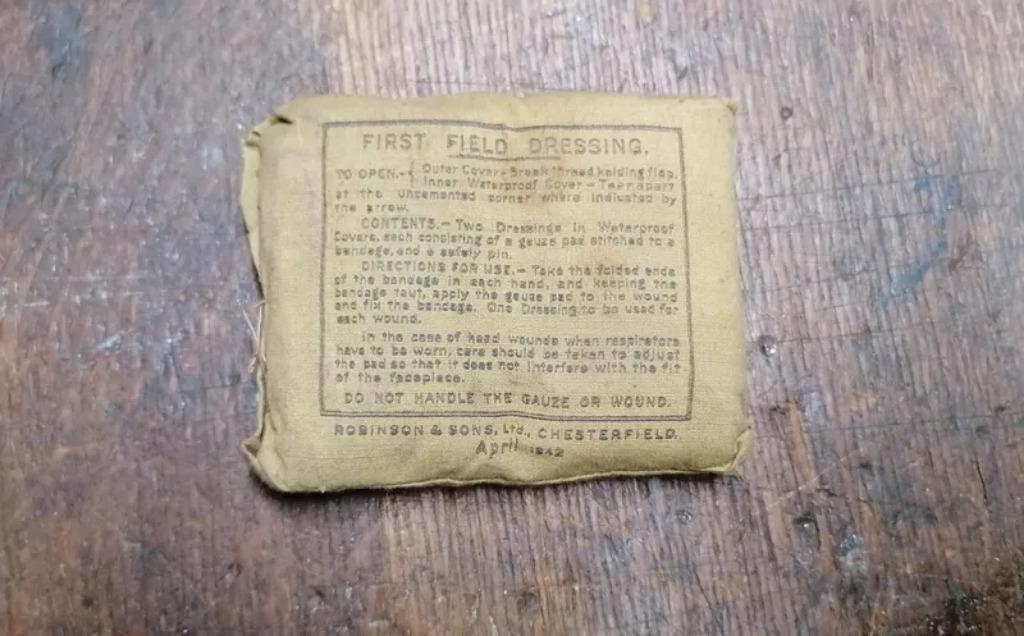 FIRST FIELD DRESSING.
TO OPEN.-{ Outer Cover-Break thread holding flap.
Inner Waterproof Cover - Tear apart
at the uncemented corner where indicated by
the arrow.
CONTENTS.- Two Dressings in Waterproof
Covers, each consisting of a gauze pad stitched to a
bandage, and a safety pin.
DIRECTIONS FOR USE.- Take the folded ends
of the bandage in each hand, and keeping the
bandage taut, apply the gauze pad to the wound
and fix the bandage. One Dressing to be used for
each wound.
In the case of head wounds when respirators
have to be worn, care should be taken to adjust
the pad so that it does not interfere with the fit
of the facepiece.
DO NOT HANDLE THE GAUZE OR WOUND.
ROBINSON & SONS, Ltd., CHESTERFIELD.
April 1942